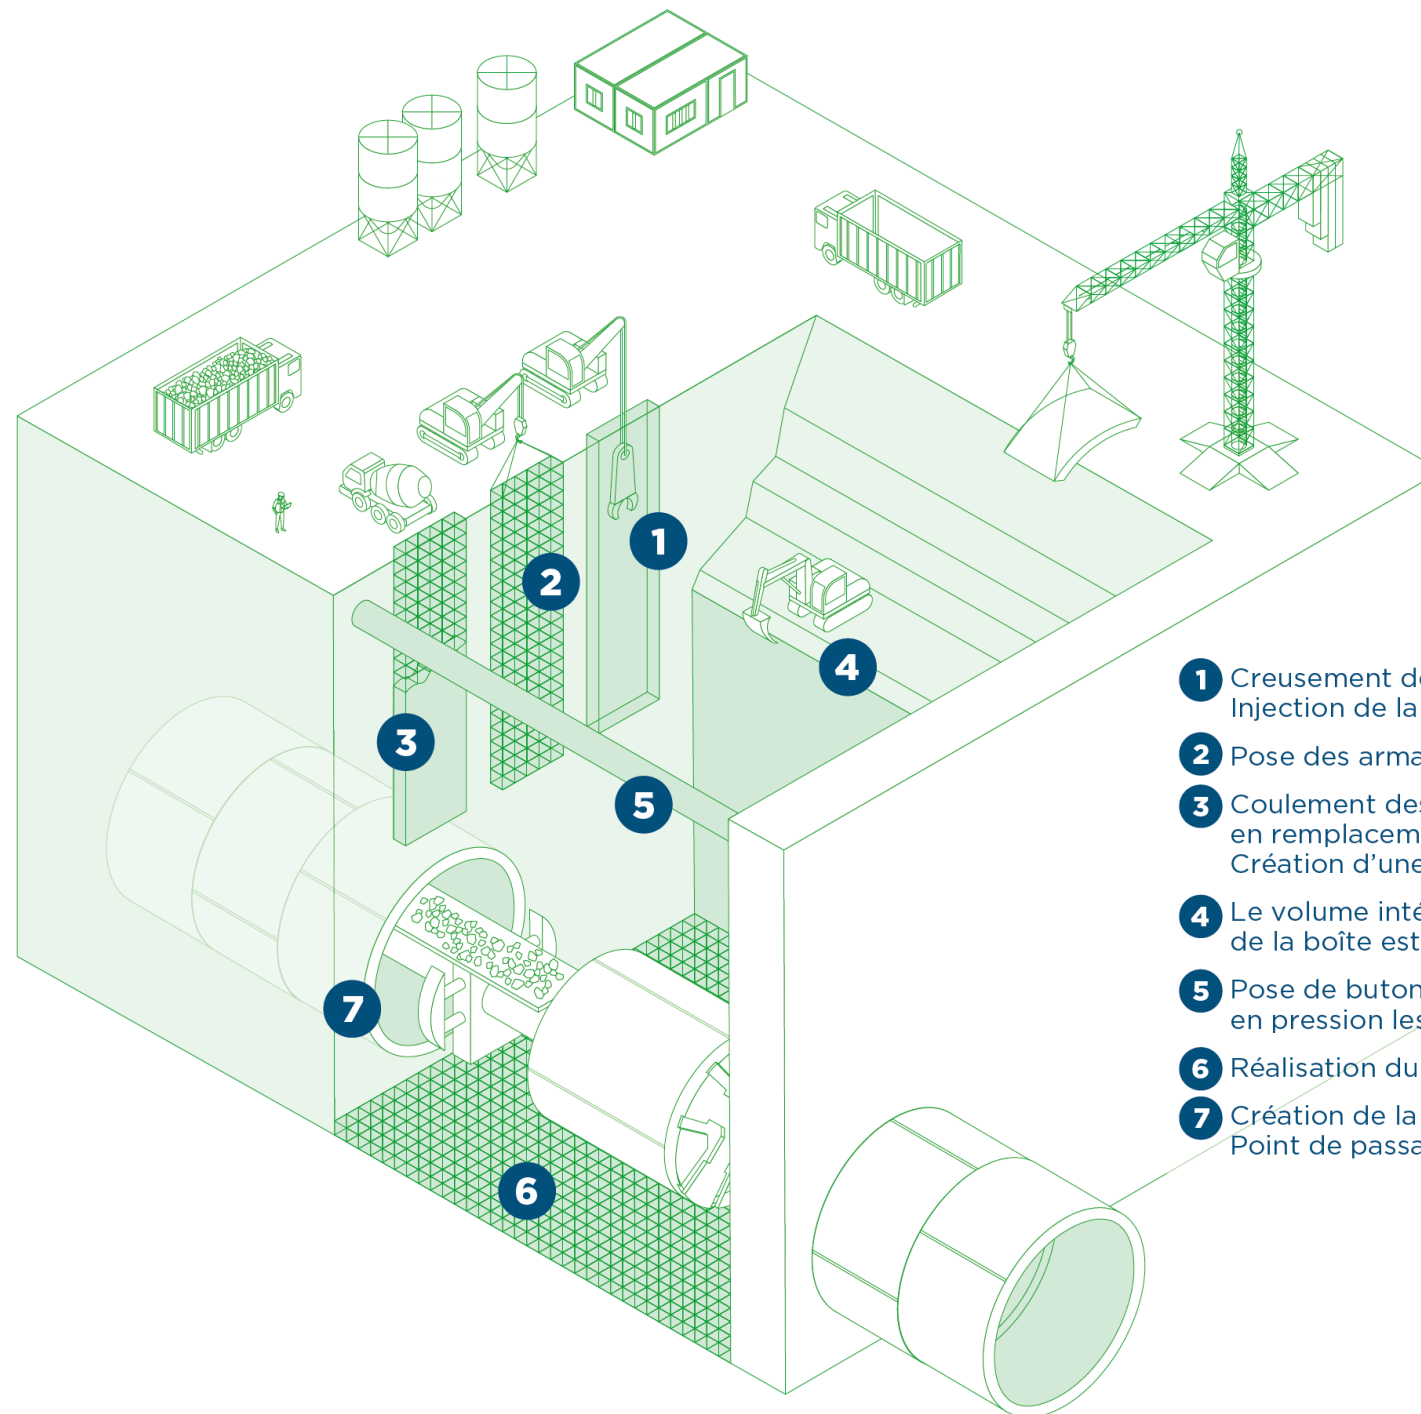 1
2
4
3
5
7
6
1 Creusement de
Injection de la
2 Pose des arma
3 Coulement des
en remplacem
Création d’une
4 Le volume inté
de la boîte est
5 Pose de buton
en pression les
6 Réalisation du
7 Création de la
Point de passa